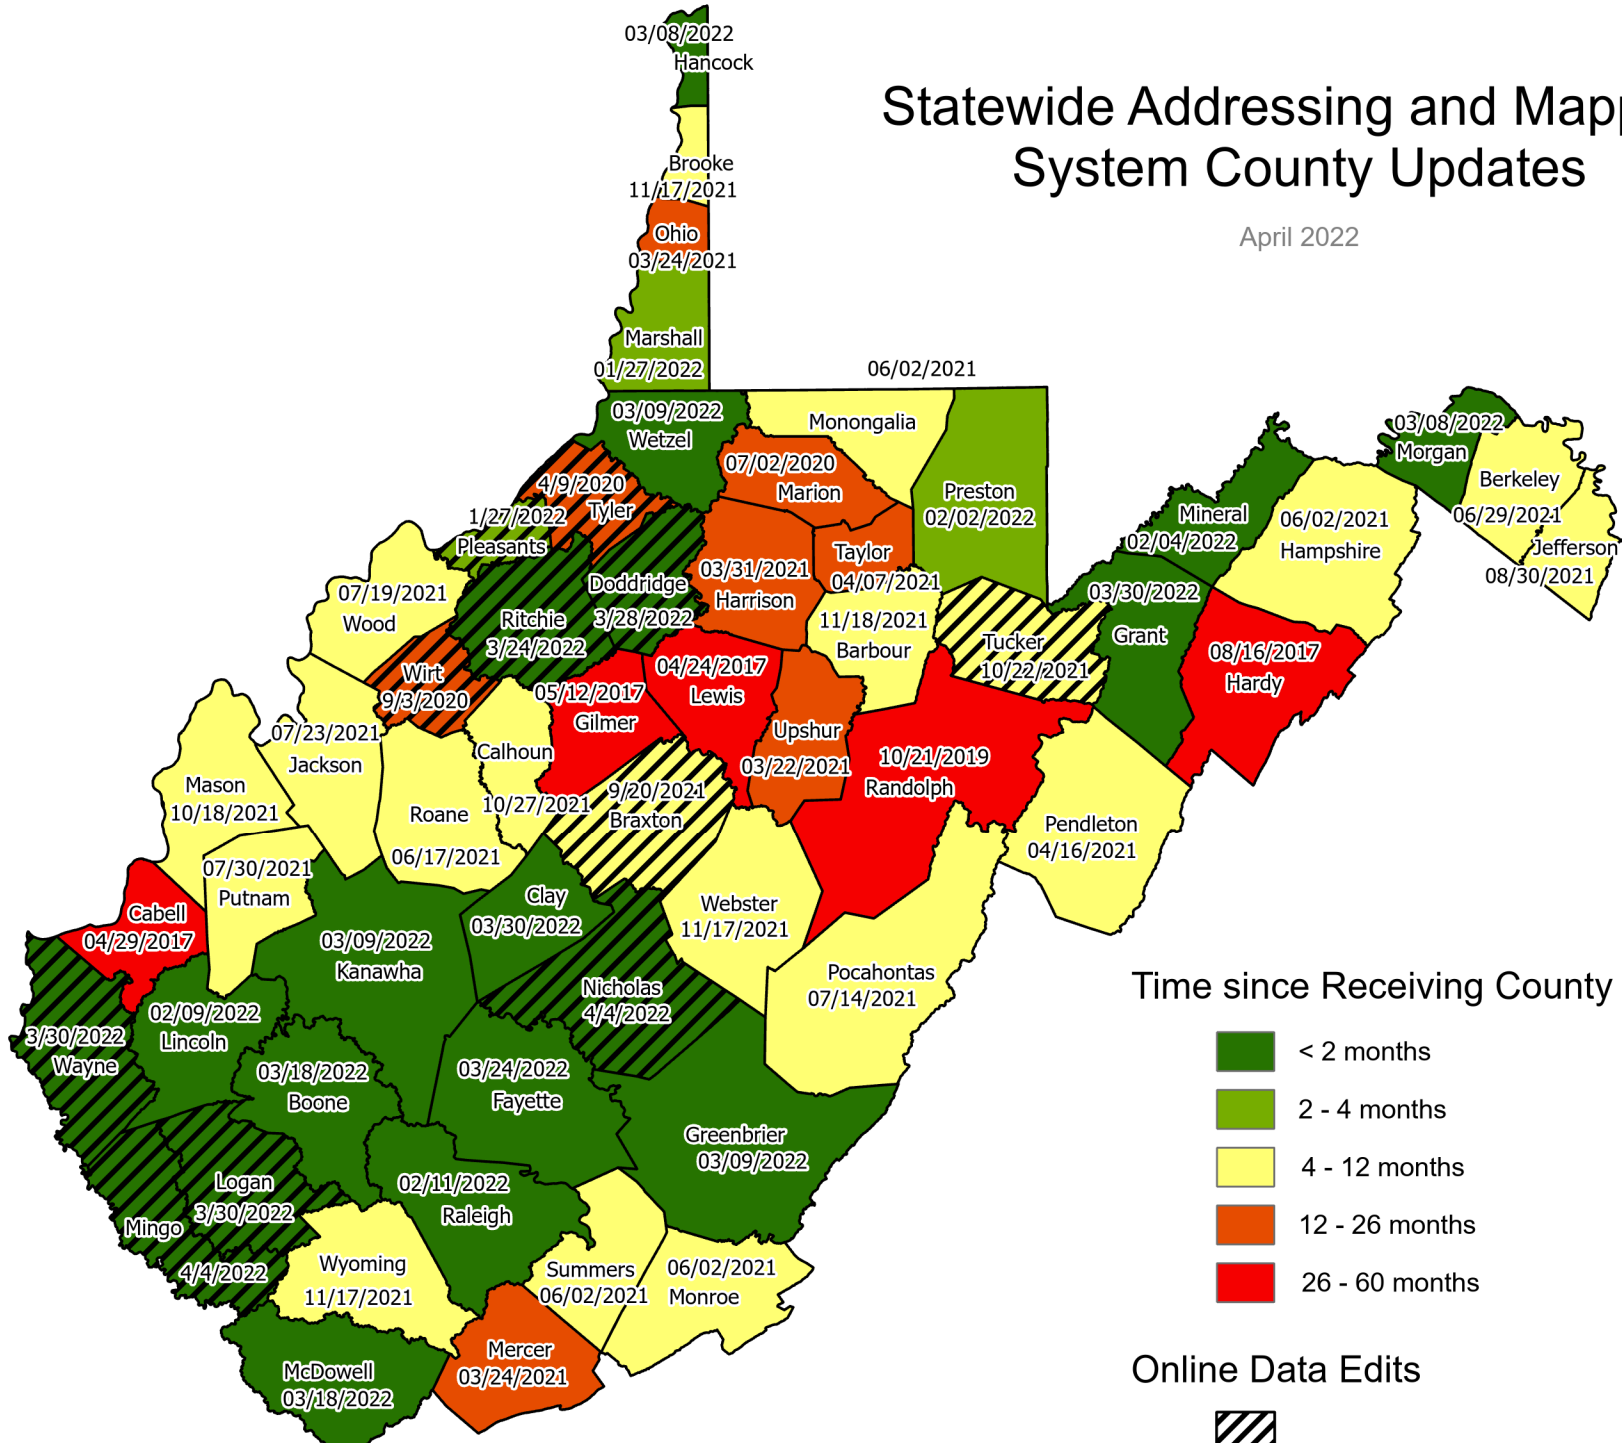 Statewide Addressing and Mapp
System County Updates
April 2022
03/08/2022
Hancock
Brooke
11/17/2021
Ohio
03/24/2021
Marshall
01/27/2022
03/09/2022
Wetzel
06/02/2021
Monongalia
07/02/2020
Marion
Preston
02/02/2022
4/9/2020
Tyler
1/27/2022
Pleasants
03/31/2021
Harrison
Taylor
04/07/2021
Doddridge
3/28/2022
Ritchie
3/24/2022
07/19/2021
Wood
Wirt
9/3/2020
11/18/2021
Barbour
Tucker
10/22/2021
03/30/2022
Grant
Mineral
02/04/2022
06/02/2021
Hampshire
03/08/2022
Morgan
Berkeley
06/29/2021
Jefferson
08/30/2021
08/16/2017
Hardy
04/24/2017
Lewis
05/12/2017
Gilmer
Upshur
03/22/2021
10/21/2019
Randolph
07/23/2021
Jackson
Calhoun
10/27/2021
Mason
10/18/2021
Roane
06/17/2021
9/20/2021
Braxton
Pendleton
04/16/2021
07/30/2021
Putnam
Cabell
04/29/2017
Clay
03/30/2022
Webster
11/17/2021
03/09/2022
Kanawha
Nicholas
4/4/2022
Pocahontas
07/14/2021
3/30/2022
Wayne
02/09/2022
Lincoln
03/18/2022
Boone
03/24/2022
Fayette
Greenbrier
03/09/2022
Logan
3/30/2022
Mingo
4/4/2022
02/11/2022
Raleigh
Wyoming
11/17/2021
Summers
06/02/2021
06/02/2021
Monroe
Mercer
03/24/2021
McDowell
03/18/2022
Time since Receiving County
< 2 months
2 - 4 months
4 - 12 months
12 - 26 months
26 - 60 months
Online Data Edits